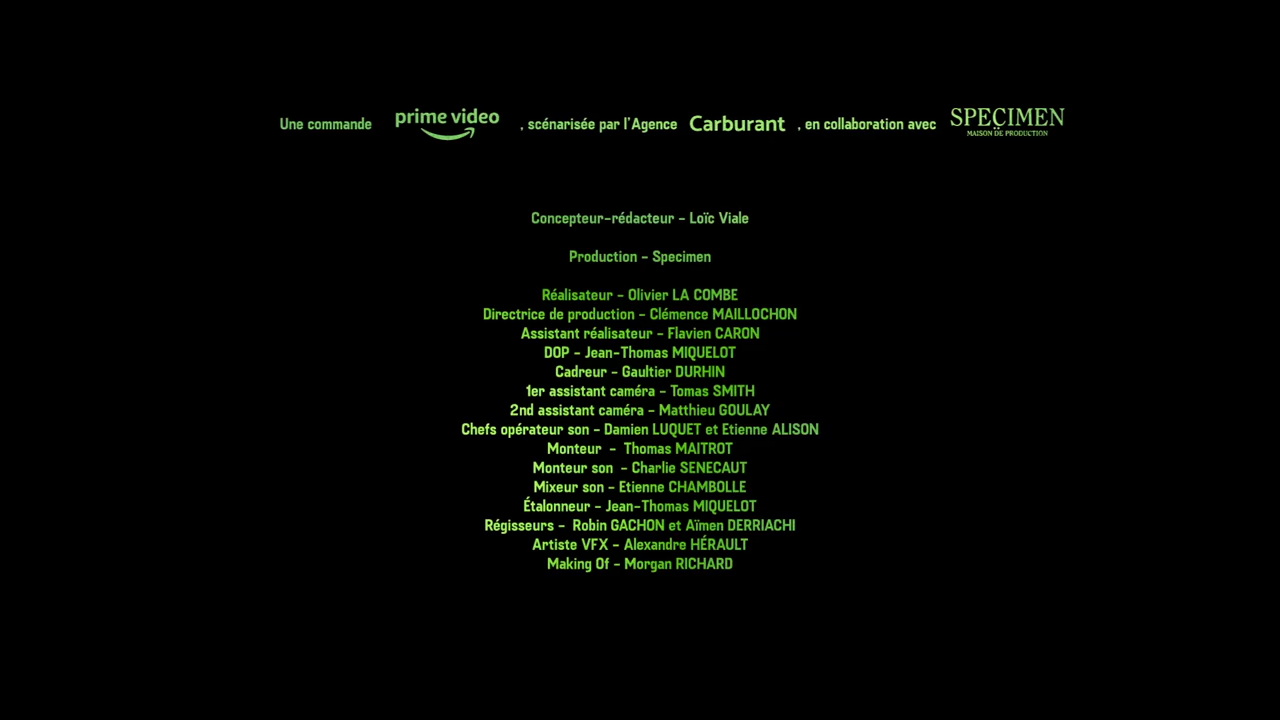 Une commande prime video , scénarisée par l'Agence Carburant , en collaboration avec SPECIMEN
MAISON DE PRODUCTION
Concepteur-rédacteur - Loïc Viale
Production - Specimen
Réalisateur - Olivier LA COMBE
Directrice de production - Clémence MAILLOCHON
Assistant réalisateur - Flavien CARON
DOP - Jean-Thomas MIQUELOT
Cadreur - Gaultier DURHIN
1er assistant caméra - Tomas SMITH
2nd assistant caméra - Matthieu GOULAY
Chefs opérateur son - Damien LUQUET et Etienne ALISON
Monteur - Thomas MAITROT
Monteur son - Charlie SENECAUT
Mixeur son - Etienne CHAMBOLLE
Étalonneur - Jean-Thomas MIQUELOT
Régisseurs - Robin GACHON et Aïmen DERRIACHI
Artiste VFX - Alexandre HÉRAULT
Making Of - Morgan RICHARD